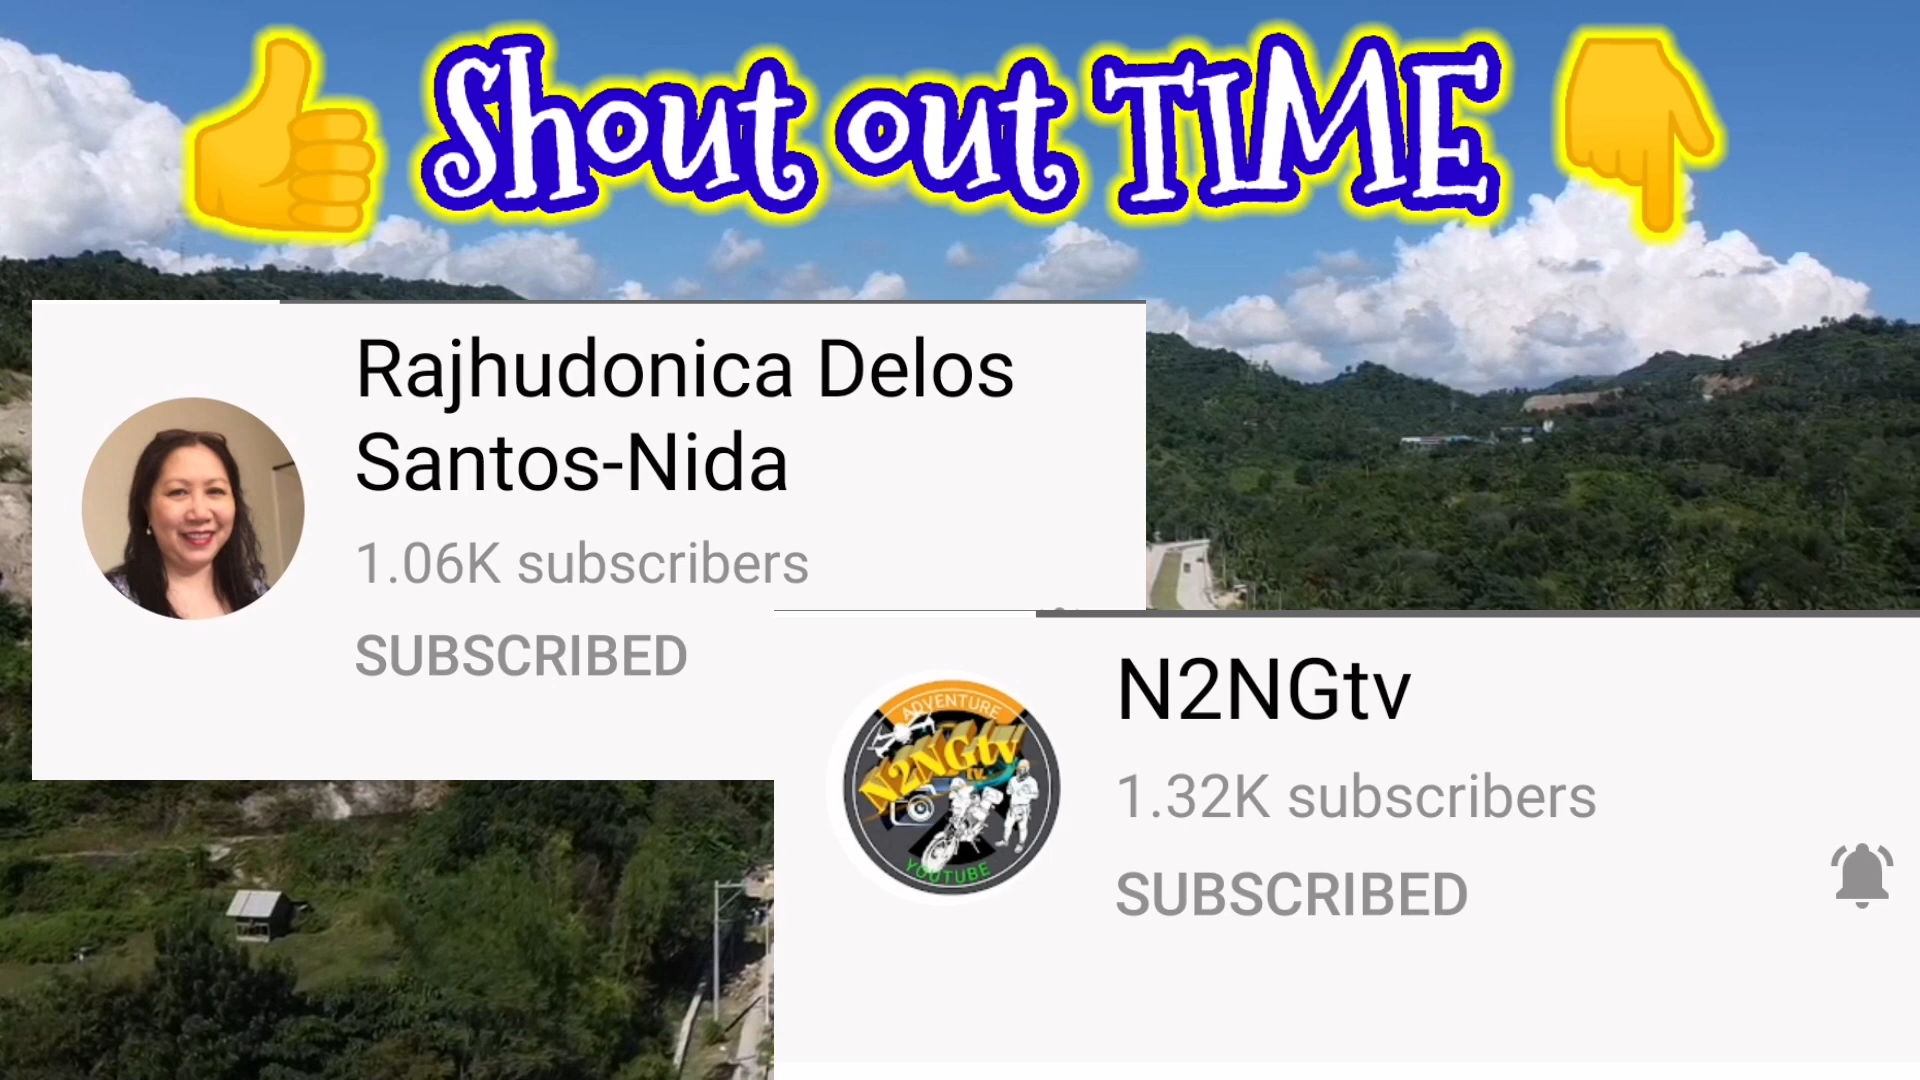 Shout out TIME
Rajhudonica Delos
Santos-Nida
1.06K subscribers
SUBSCRIBED
N2NGtv
1.32K subscribers
SUBSCRIBED
ADVENTURE
N2NGtv
YOUTUBE